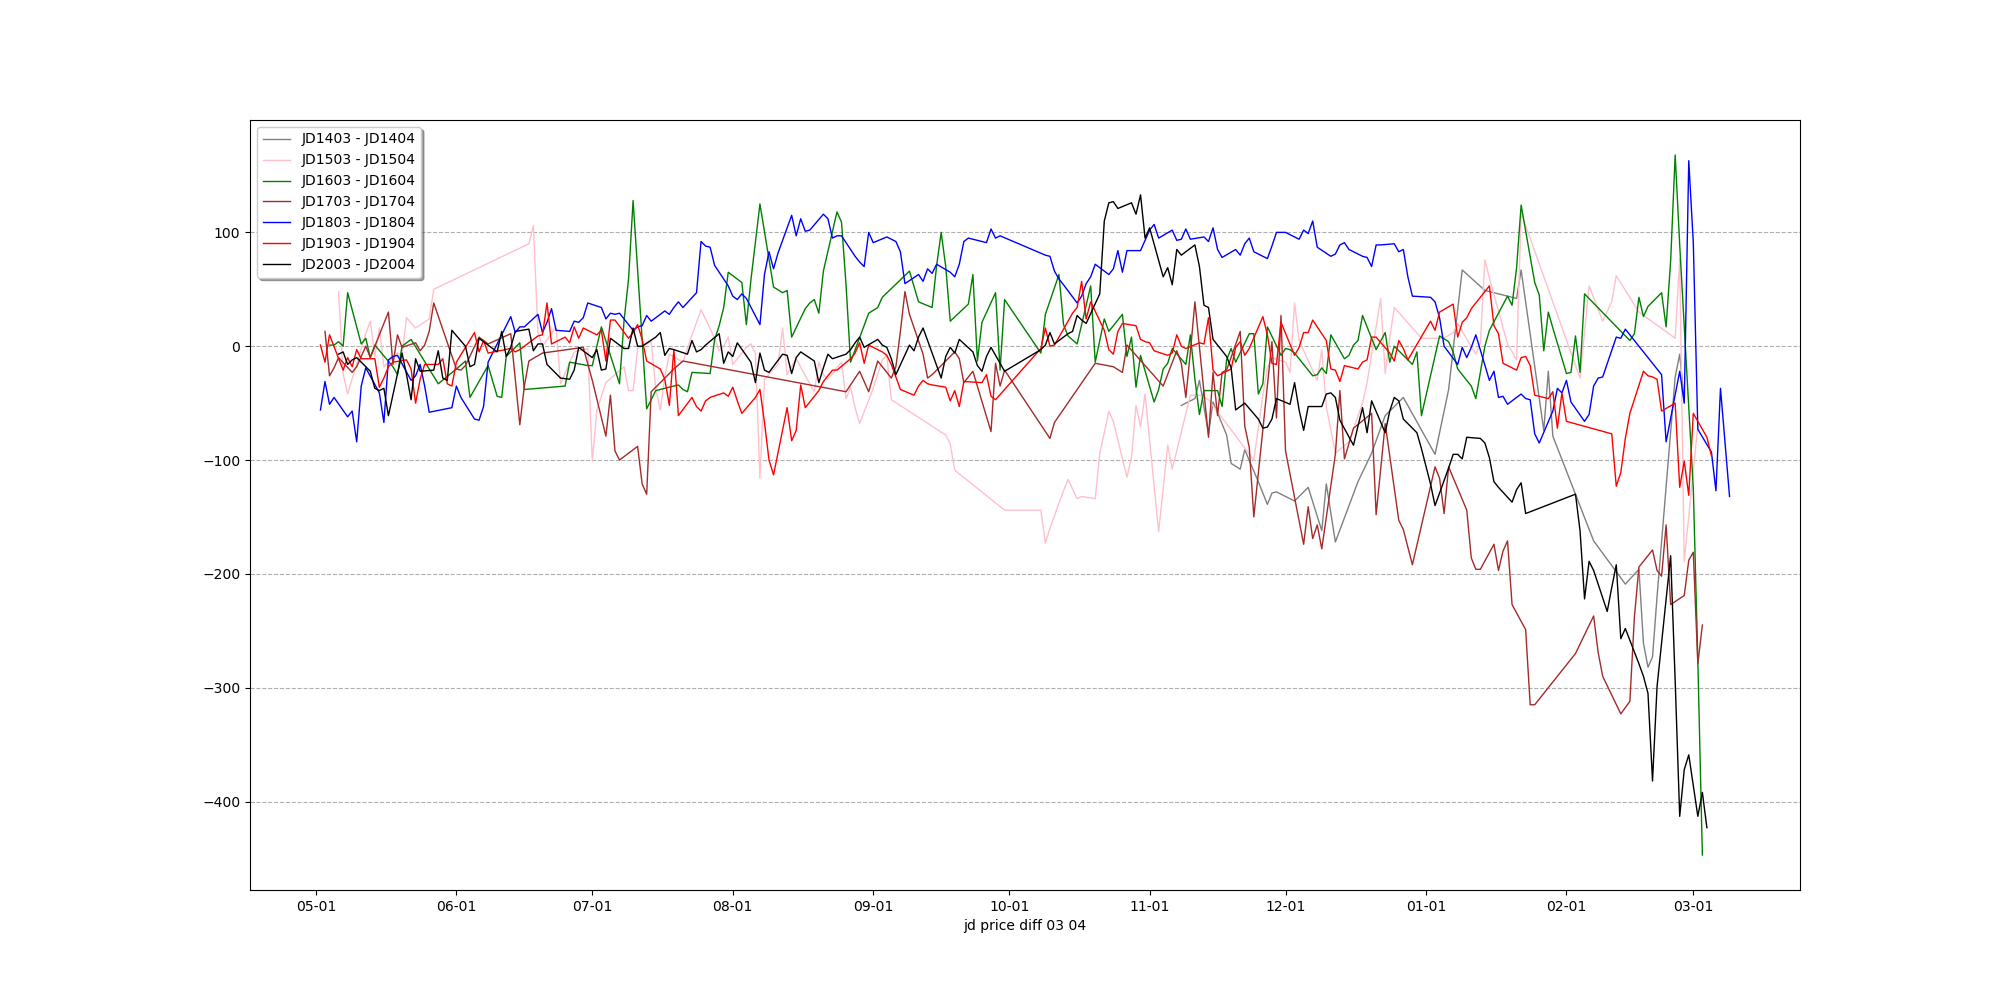 JD1403 - JD1404
JD1503 - JD1504
JD1603 - JD1604
JD1703 - JD1704
JD1803 - JD1804
JD1903 - JD1904
JD2003 - JD2004
100
0
−100
−200
−300
−400
05-01 06-01 07-01 08-01 09-01 10-01 11-01 12-01 01-01 02-01 03-01
jd price diff 03 04